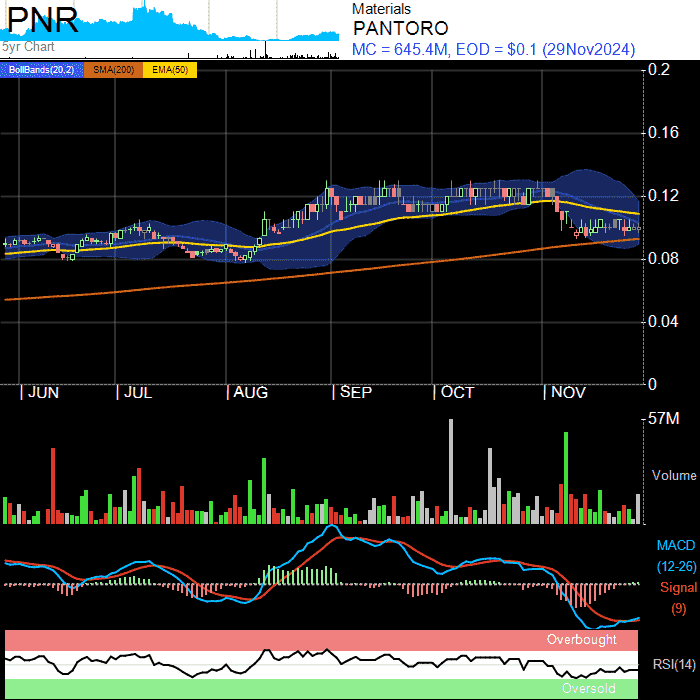 PNR
5yr Chart
Materials
PANTORO
MC = 645.4M, EOD = $0.1 (29Nov2024)
BollBands(20,2) SMA(200) EMA(50)
0.2
0.16
0.12
0.08
0.04
0
| JUN | JUL | AUG | SEP | OCT | NOV
57M
Volume
MACD
(12-26)
Signal
(9)
Overbought
RSI(14)
Oversold